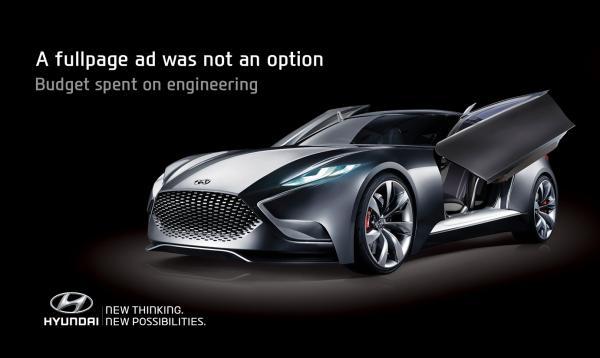 A fullpage ad was not an option
Budget spent on engineering
HYUNDAI
NEW THINKING.
NEW POSSIBILITIES.